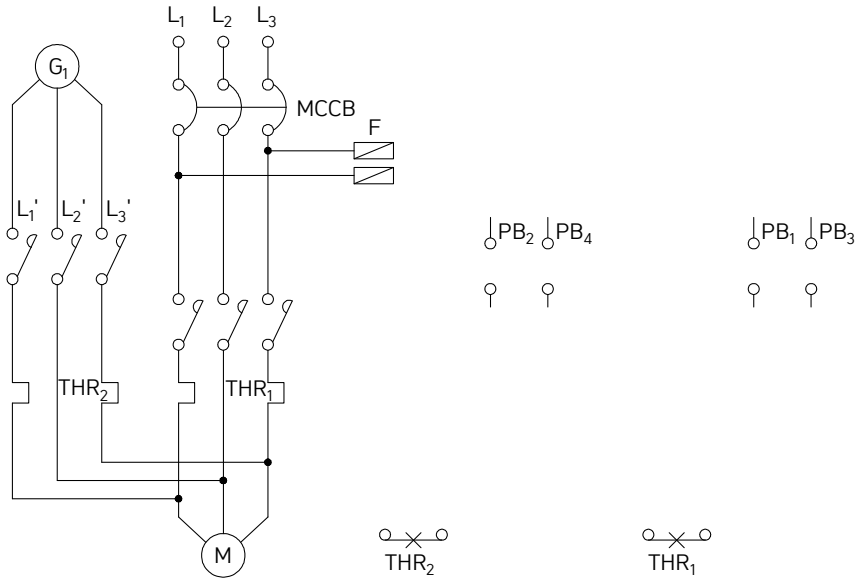 L₁ L₂ L₃
G₁
MCCB
F
L₁' L₂' L₃'
PB₂ PB₄ PB₁ PB₃
THR₂ THR₁
M
THR₂ THR₁